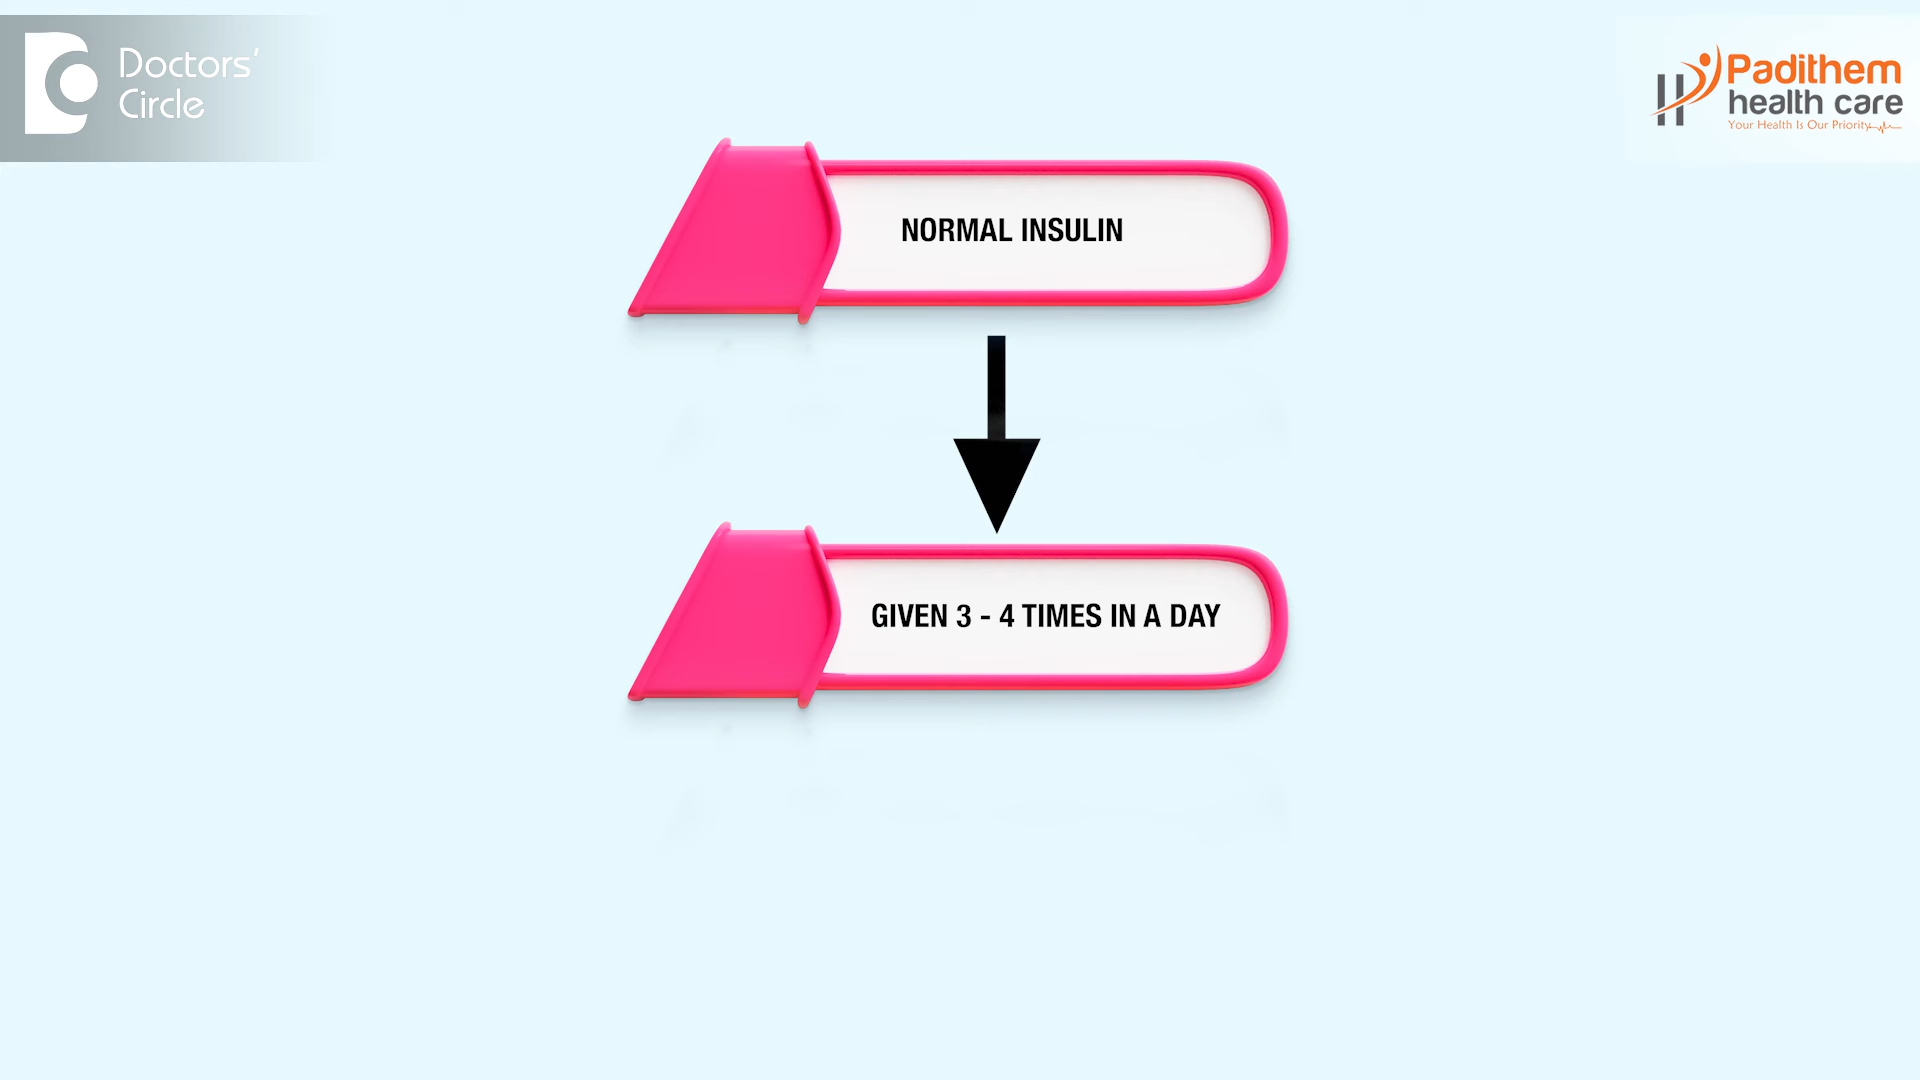 Doctors'
Circle
Padithem
health care
Your Health Is Our Priority
NORMAL INSULIN
GIVEN 3 - 4 TIMES IN A DAY